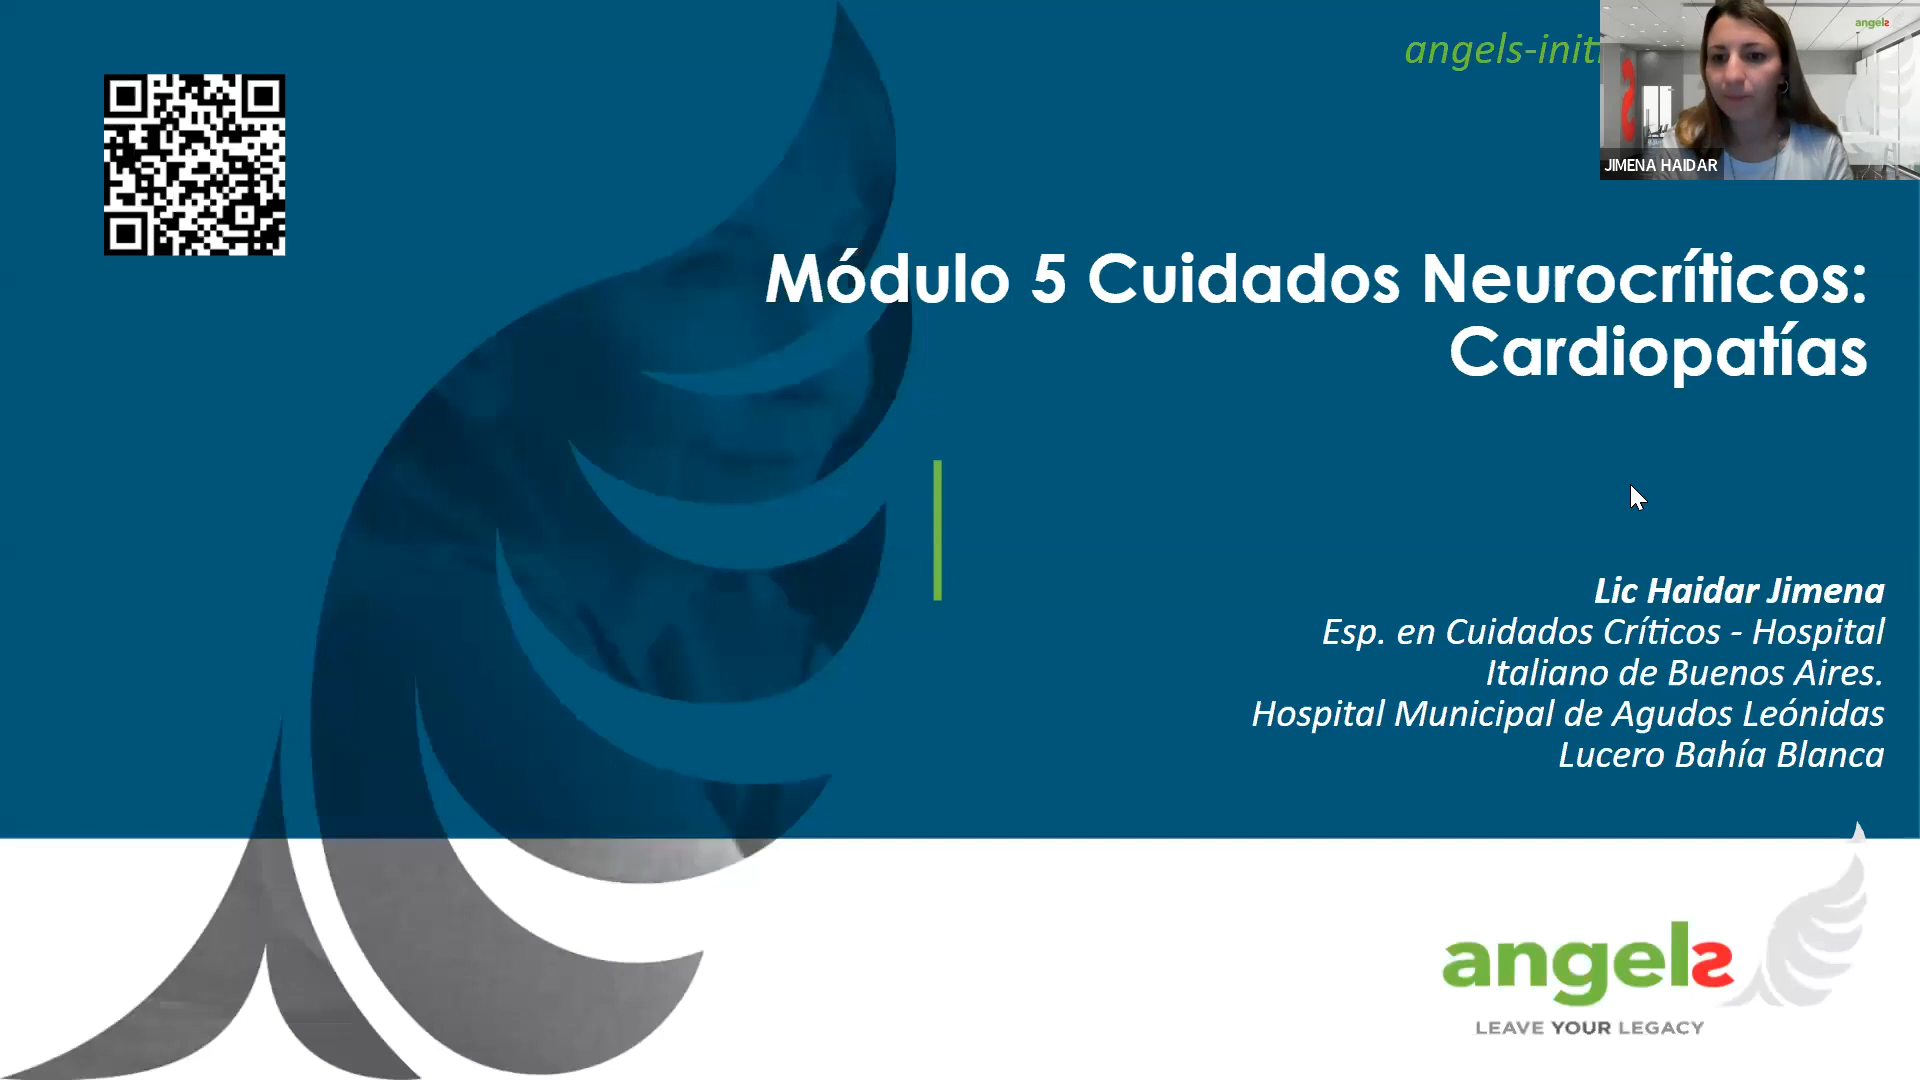 angels-initi
angels
JIMENA HAIDAR
Módulo 5 Cuidados Neurocríticos:
Cardiopatías
Lic Haidar Jimena
Esp. en Cuidados Críticos - Hospital
Italiano de Buenos Aires.
Hospital Municipal de Agudos Leónidas
Lucero Bahía Blanca
angels
LEAVE YOUR LEGACY